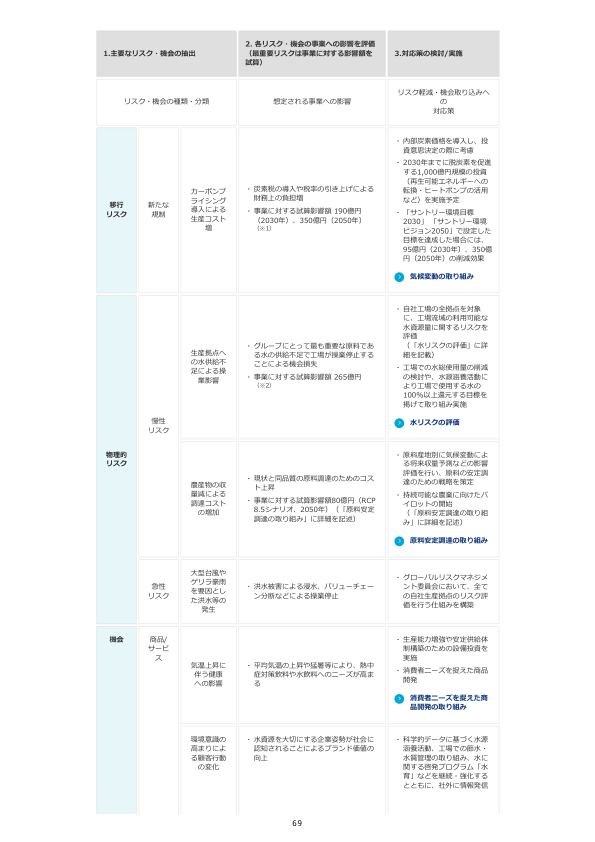 1.主要なリスク・機会の抽出
2. 各リスク・機会の事業への影響を評価
（最重要リスクは事業に対する影響額を
試算）
3.対応策の検討/実施
リスク・機会の種類・分類
想定される事業への影響
リスク軽減・機会取り込みへ
の
対応策
移行
リスク
新たな
規制
カーボンプ
ライシング
導入による
生産コスト
増
・ 炭素税の導入や税率の引き上げによる
財務上の負担増
・ 事業に対する試算影響額 190億円
（2030年）、350億円（2050年）
（※1）
・ 内部炭素価格を導入し、投
資意思決定の際に考慮
・ 2030年までに脱炭素を促進
する1,000億円規模の投資
（再生可能エネルギーへの
転換・ヒートポンプの活用
など）を実施予定
・ 「サントリー環境目標
2030」「サントリー環境
ビジョン2050」で設定した
目標を達成した場合には、
95億円（2030年）、350億
円（2050年）の削減効果
気候変動の取り組み
物理的
リスク
慢性
リスク
生産拠点へ
の水供給不
足による操
業影響
・ グループにとって最も重要な原料であ
る水の供給不足で工場が操業停止する
ことによる機会損失
・ 事業に対する試算影響額 265億円
（※2）
・ 自社工場の全拠点を対象
に、工場流域の利用可能な
水資源量に関するリスクを
評価
（「水リスクの評価」に詳
細を記載）
・ 工場での水総使用量の削減
の検討や、水源涵養活動に
より工場で使用する水の
100％以上還元する目標を
掲げて取り組み実施
水リスクの評価
農産物の収
量減による
調達コスト
の増加
・ 現状と同品質の原料調達のためのコス
ト上昇
・ 事業に対する試算影響額80億円（RCP
8.5シナリオ、2050年）（「原料安定
調達の取り組み」に詳細を記述）
・ 原料産地別に気候変動によ
る将来収量予測などの影響
評価を行い、原料の安定調
達のための戦略を策定
・ 持続可能な農業に向けたパ
イロットの開始
（「原料安定調達の取り組
み」に詳細を記述）
原料安定調達の取り組み
急性
リスク
大型台風や
ゲリラ豪雨
を要因とし
た洪水等の
発生
・ 洪水被害による浸水、バリューチェー
ン分断などによる操業停止
・ グローバルリスクマネジメ
ント委員会において、全て
の自社生産拠点のリスク評
価を行う仕組みを構築
機会
商品/
サービ
ス
気温上昇に
伴う健康
への影響
・ 平均気温の上昇や猛暑等により、熱中
症対策飲料や水飲料へのニーズが高ま
る
・ 生産能力増強や安定供給体
制構築のための設備投資を
実施
・ 消費者ニーズを捉えた商品
開発
消費者ニーズを捉えた商
品開発の取り組み
環境意識の
高まりによ
る顧客行動
の変化
・ 水資源を大切にする企業姿勢が社会に
認知されることによるブランド価値の
向上
・ 科学的データに基づく水源
涵養活動、工場での節水・
水質管理の取り組み、水に
関する啓発プログラム「水
育」などを継続・強化する
とともに、社外に情報発信
69